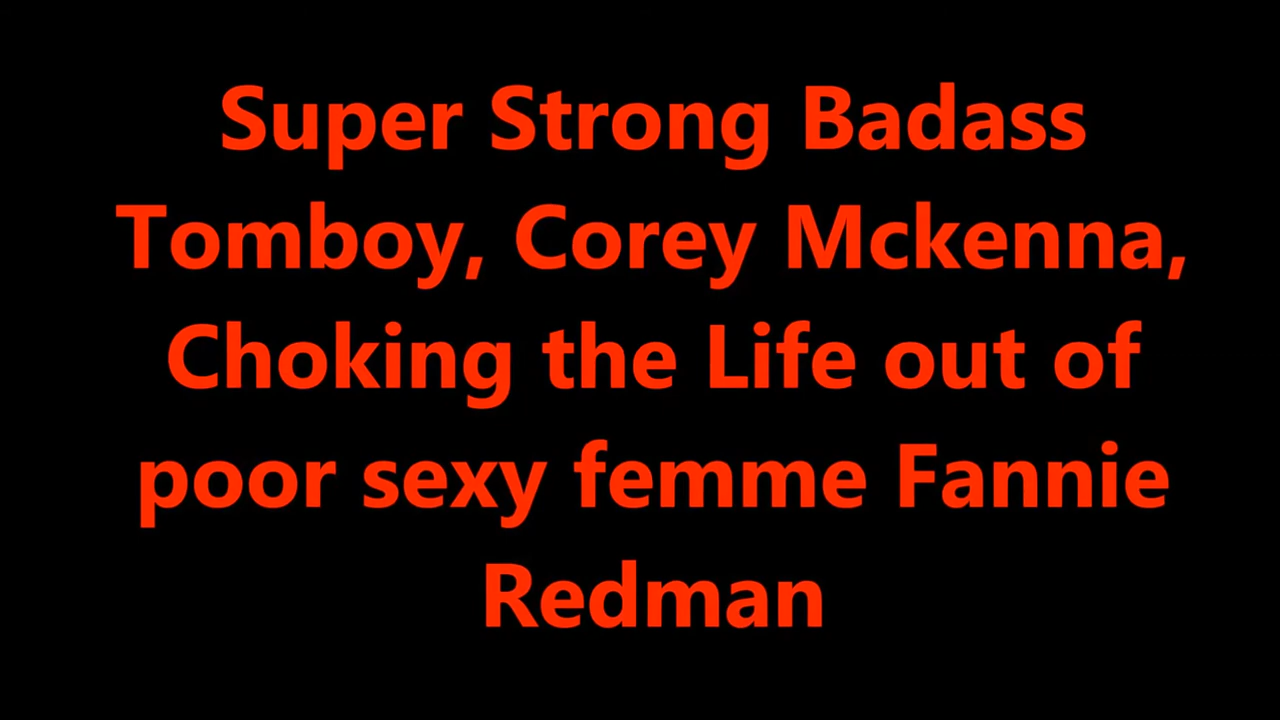 Super Strong Badass
Tomboy, Corey Mckenna,
Choking the Life out of
poor sexy femme Fannie
Redman